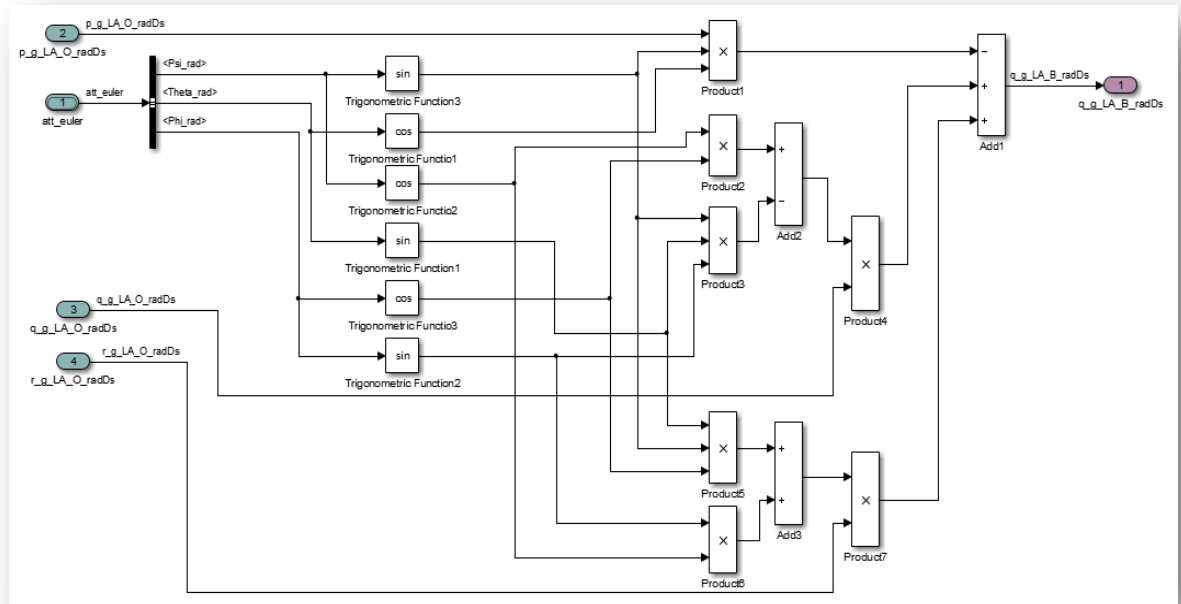 2
p_g_LA_O_radDs
p_g_LA_O_radDs
1
att_euler
att_euler
<Psi_rad>
<Theta_rad>
<Phi_rad>
3
q_g_LA_O_radDs
q_g_LA_O_radDs
4
r_g_LA_O_radDs
r_g_LA_O_radDs
sin
Trigonometric Function3
cos
Trigonometric Functio1
cos
Trigonometric Functio2
sin
Trigonometric Function1
cos
Trigonometric Functio3
sin
Trigonometric Function2
×
Product1
×
Product2
×
Product3
+
−
Add2
×
Product4
×
Product5
×
Product6
+
+
Add3
×
Product7
−
+
+
Add1
q_g_LA_B_radDs
1
q_g_LA_B_radDs